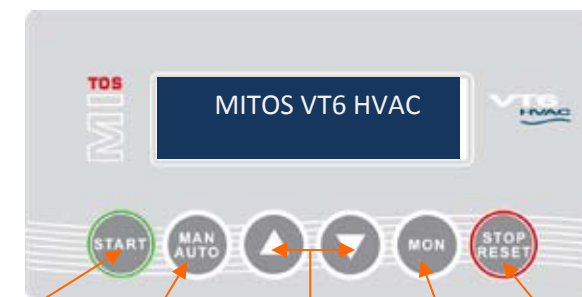 TOS
MI
MITOS VT6 HVAC
VT6
HVAC
START
MAN
AUTO
MON
STOP
RESET